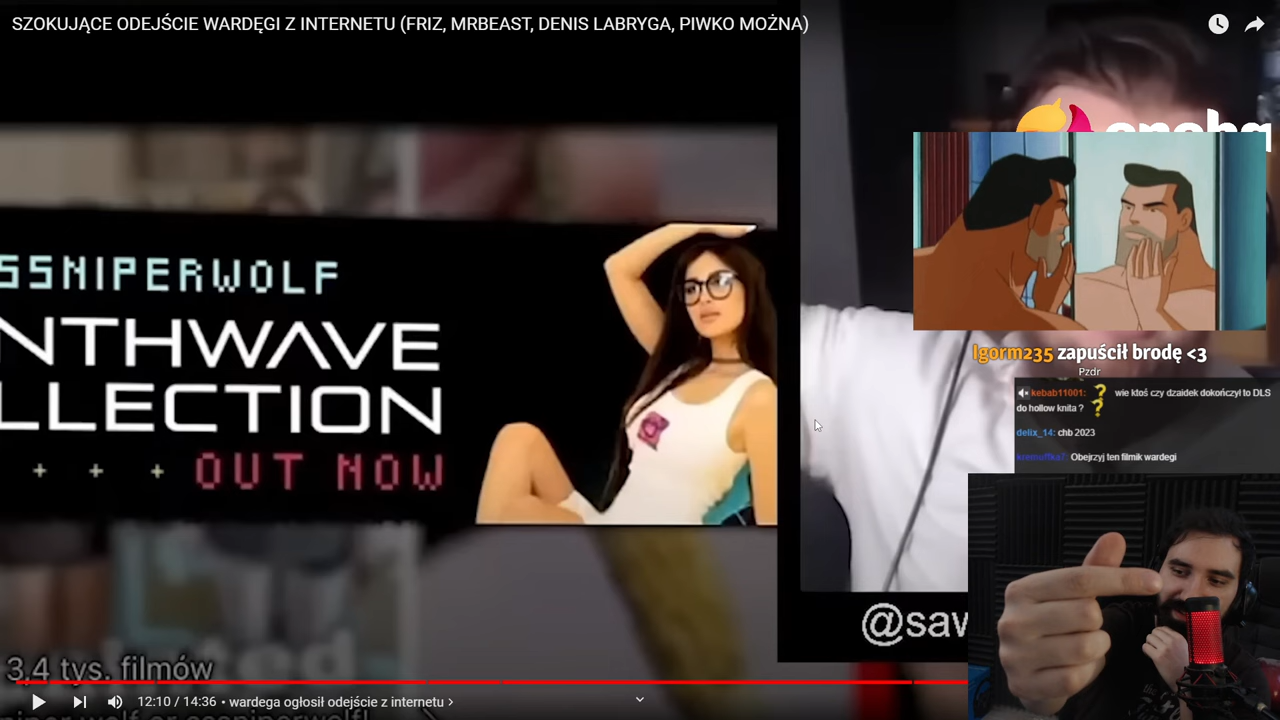 SZOKUJĄCE ODEJŚCIE WARDĘGI Z INTERNETU (FRIZ, MRBEAST, DENIS LABRYGA, PIWKO MOŻNA)
SSNIPERWOLF
NTHWAVE
LLECTION
+ + + OUT NOW
Igorm235 zapuścił brodę <3
Pzdr
kebab11001: wie ktoś czy dzaidek dokończył to DLS
do hollow knita ?
delix_14: chb 2023
kremuffka7: Obejrzyj ten filmik wardegi
@sav
3,4 tys. filmów
12:10 / 14:36 • wardega ogłosił odejście z internetu ›